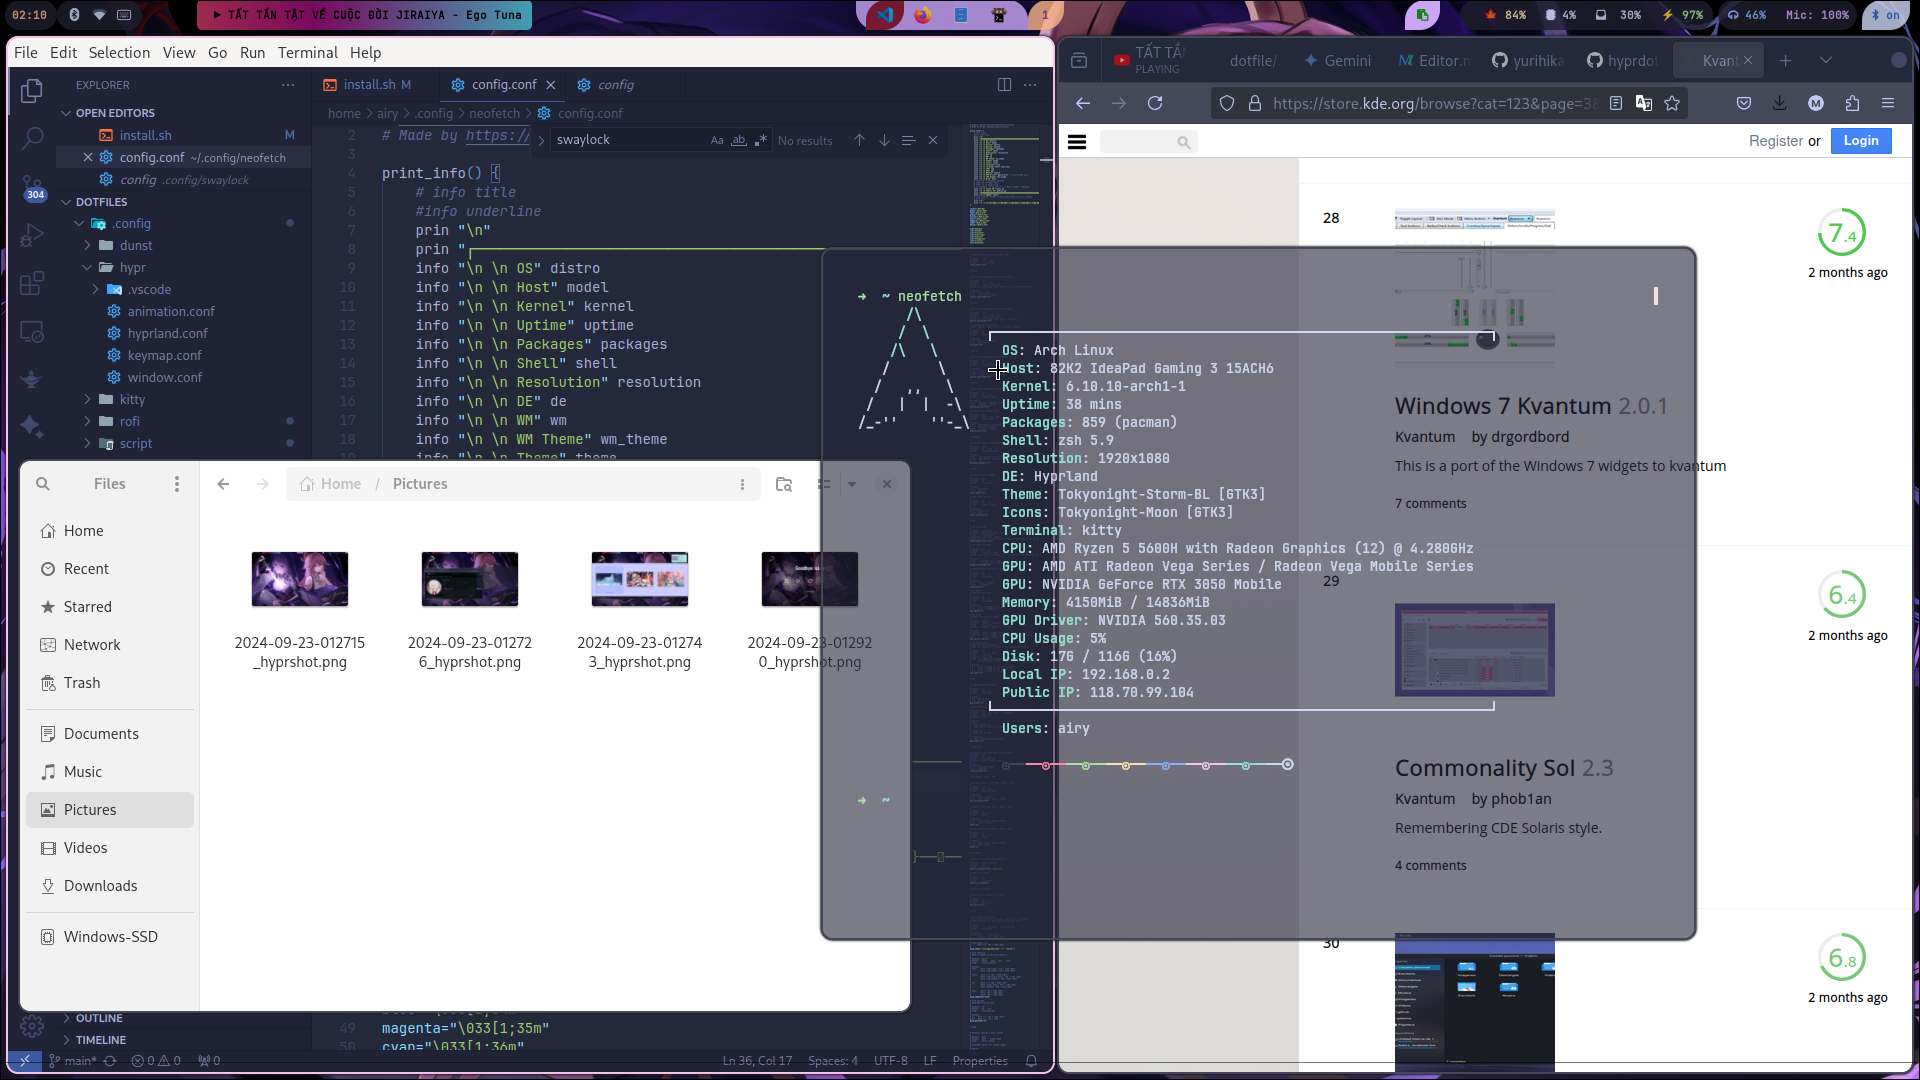 02:10
▶ TẤT TẦN TẬT VỀ CUỘC ĐỜI JIRAIYA - Ego Tuna
1
84%
4%
30%
97%
46%
Mic: 100%
on
File Edit Selection View Go Run Terminal Help
EXPLORER
OPEN EDITORS
install.sh M
config.conf ~/.config/neofetch
config .config/swaylock
304
DOTFILES
.config
dunst
hypr
.vscode
animation.conf
hyprland.conf
keymap.conf
window.conf
kitty
rofi
script
OUTLINE
TIMELINE
install.sh M
config.conf
config
home > airy > .config > neofetch > config.conf
swaylock
Aa ab .*
No results
2 # Made by https://
3
4 print_info() {
5 # info title
6 #info underline
7 prin "\n"
8 prin "┌
9 info "\n \n OS" distro
10 info "\n \n Host" model
11 info "\n \n Kernel" kernel
12 info "\n \n Uptime" uptime
13 info "\n \n Packages" packages
14 info "\n \n Shell" shell
15 info "\n \n Resolution" resolution
16 info "\n \n DE" de
17 info "\n \n WM" wm
18 info "\n \n WM Theme" wm_theme
19 info "\n \n Theme" theme
49 magenta="\033[1;35m"
50 cyan="\033[1;36m"
main* 0 0 0
Ln 36, Col 17 Spaces: 4 UTF-8 LF Properties
Files
Home / Pictures
Home
Recent
Starred
Network
Trash
Documents
Music
Pictures
Videos
Downloads
Windows-SSD
2024-09-23-012715
_hyprshot.png
2024-09-23-01272
6_hyprshot.png
2024-09-23-01274
3_hyprshot.png
2024-09-23-01292
0_hyprshot.png
➜ ~ neofetch
OS: Arch Linux
Host: 82K2 IdeaPad Gaming 3 15ACH6
Kernel: 6.10.10-arch1-1
Uptime: 38 mins
Packages: 859 (pacman)
Shell: zsh 5.9
Resolution: 1920x1080
DE: Hyprland
Theme: Tokyonight-Storm-BL [GTK3]
Icons: Tokyonight-Moon [GTK3]
Terminal: kitty
CPU: AMD Ryzen 5 5600H with Radeon Graphics (12) @ 4.280GHz
GPU: AMD ATI Radeon Vega Series / Radeon Vega Mobile Series
GPU: NVIDIA GeForce RTX 3050 Mobile
Memory: 4150MiB / 14836MiB
GPU Driver: NVIDIA 560.35.03
CPU Usage: 5%
Disk: 17G / 116G (16%)
Local IP: 192.168.0.2
Public IP: 118.70.99.104
Users: airy
➜ ~
TẤT TẦ
PLAYING
dotfile/
Gemini
Editor.m
yurihika
hyprdot
Kvant
https://store.kde.org/browse?cat=123&page=3&
Register or Login
28
Windows 7 Kvantum 2.0.1
Kvantum by drgordbord
This is a port of the Windows 7 widgets to kvantum
7 comments
7.4
2 months ago
29
Commonality Sol 2.3
Kvantum by phob1an
Remembering CDE Solaris style.
4 comments
6.4
2 months ago
30
6.8
2 months ago